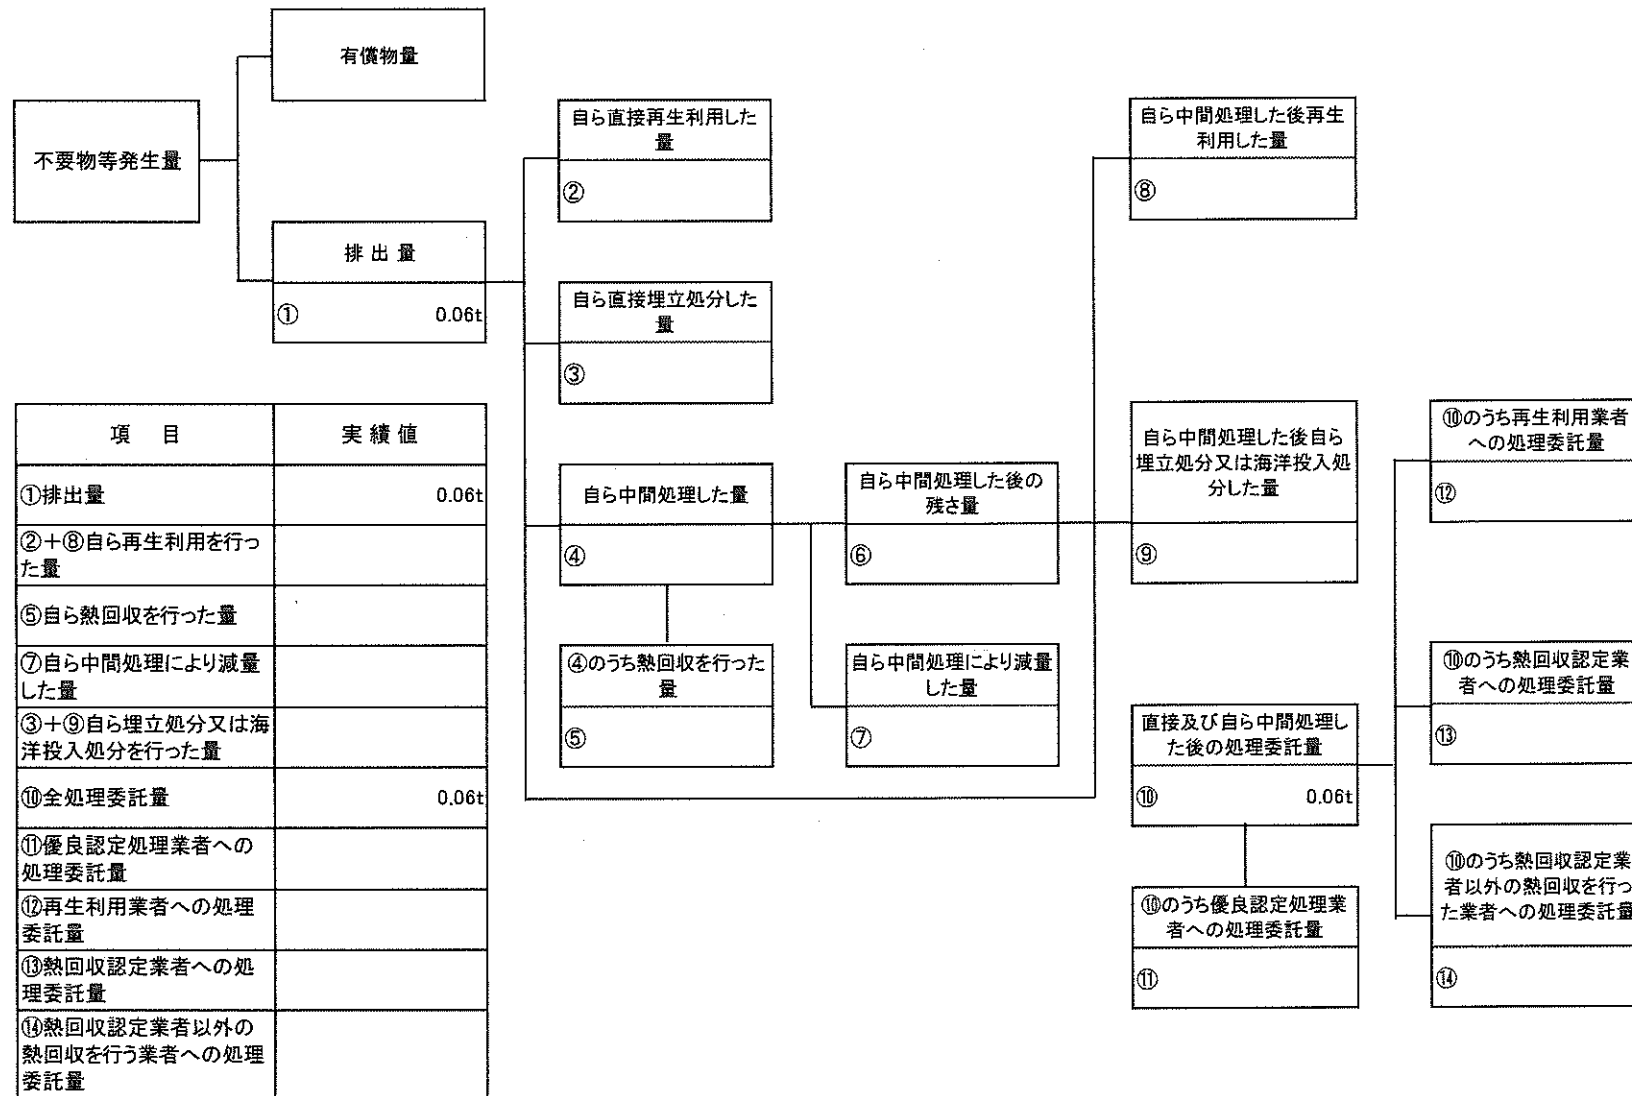 有償物量
不要物等発生量
排 出 量
① 0.06t
自ら直接再生利用した
量
②
自ら直接埋立処分した
量
③
自ら中間処理した量
④
④のうち熱回収を行った
量
⑤
自ら中間処理した後の
残さ量
⑥
自ら中間処理により減量
した量
⑦
自ら中間処理した後再生
利用した量
⑧
自ら中間処理した後自ら
埋立処分又は海洋投入処
分した量
⑨
直接及び自ら中間処理し
た後の処理委託量
⑩ 0.06t
⑩のうち優良認定処理業
者への処理委託量
⑪
⑩のうち再生利用業者
への処理委託量
⑫
⑩のうち熱回収認定業
者への処理委託量
⑬
⑩のうち熱回収認定業
者以外の熱回収を行っ
た業者への処理委託量
⑭
項 目 実 績 値
①排出量 0.06t
②＋⑧自ら再生利用を行っ
た量
⑤自ら熱回収を行った量
⑦自ら中間処理により減量
した量
③＋⑨自ら埋立処分又は海
洋投入処分を行った量
⑩全処理委託量 0.06t
⑪優良認定処理業者への
処理委託量
⑫再生利用業者への処理
委託量
⑬熱回収認定業者への処
理委託量
⑭熱回収認定業者以外の
熱回収を行う業者への処理
委託量